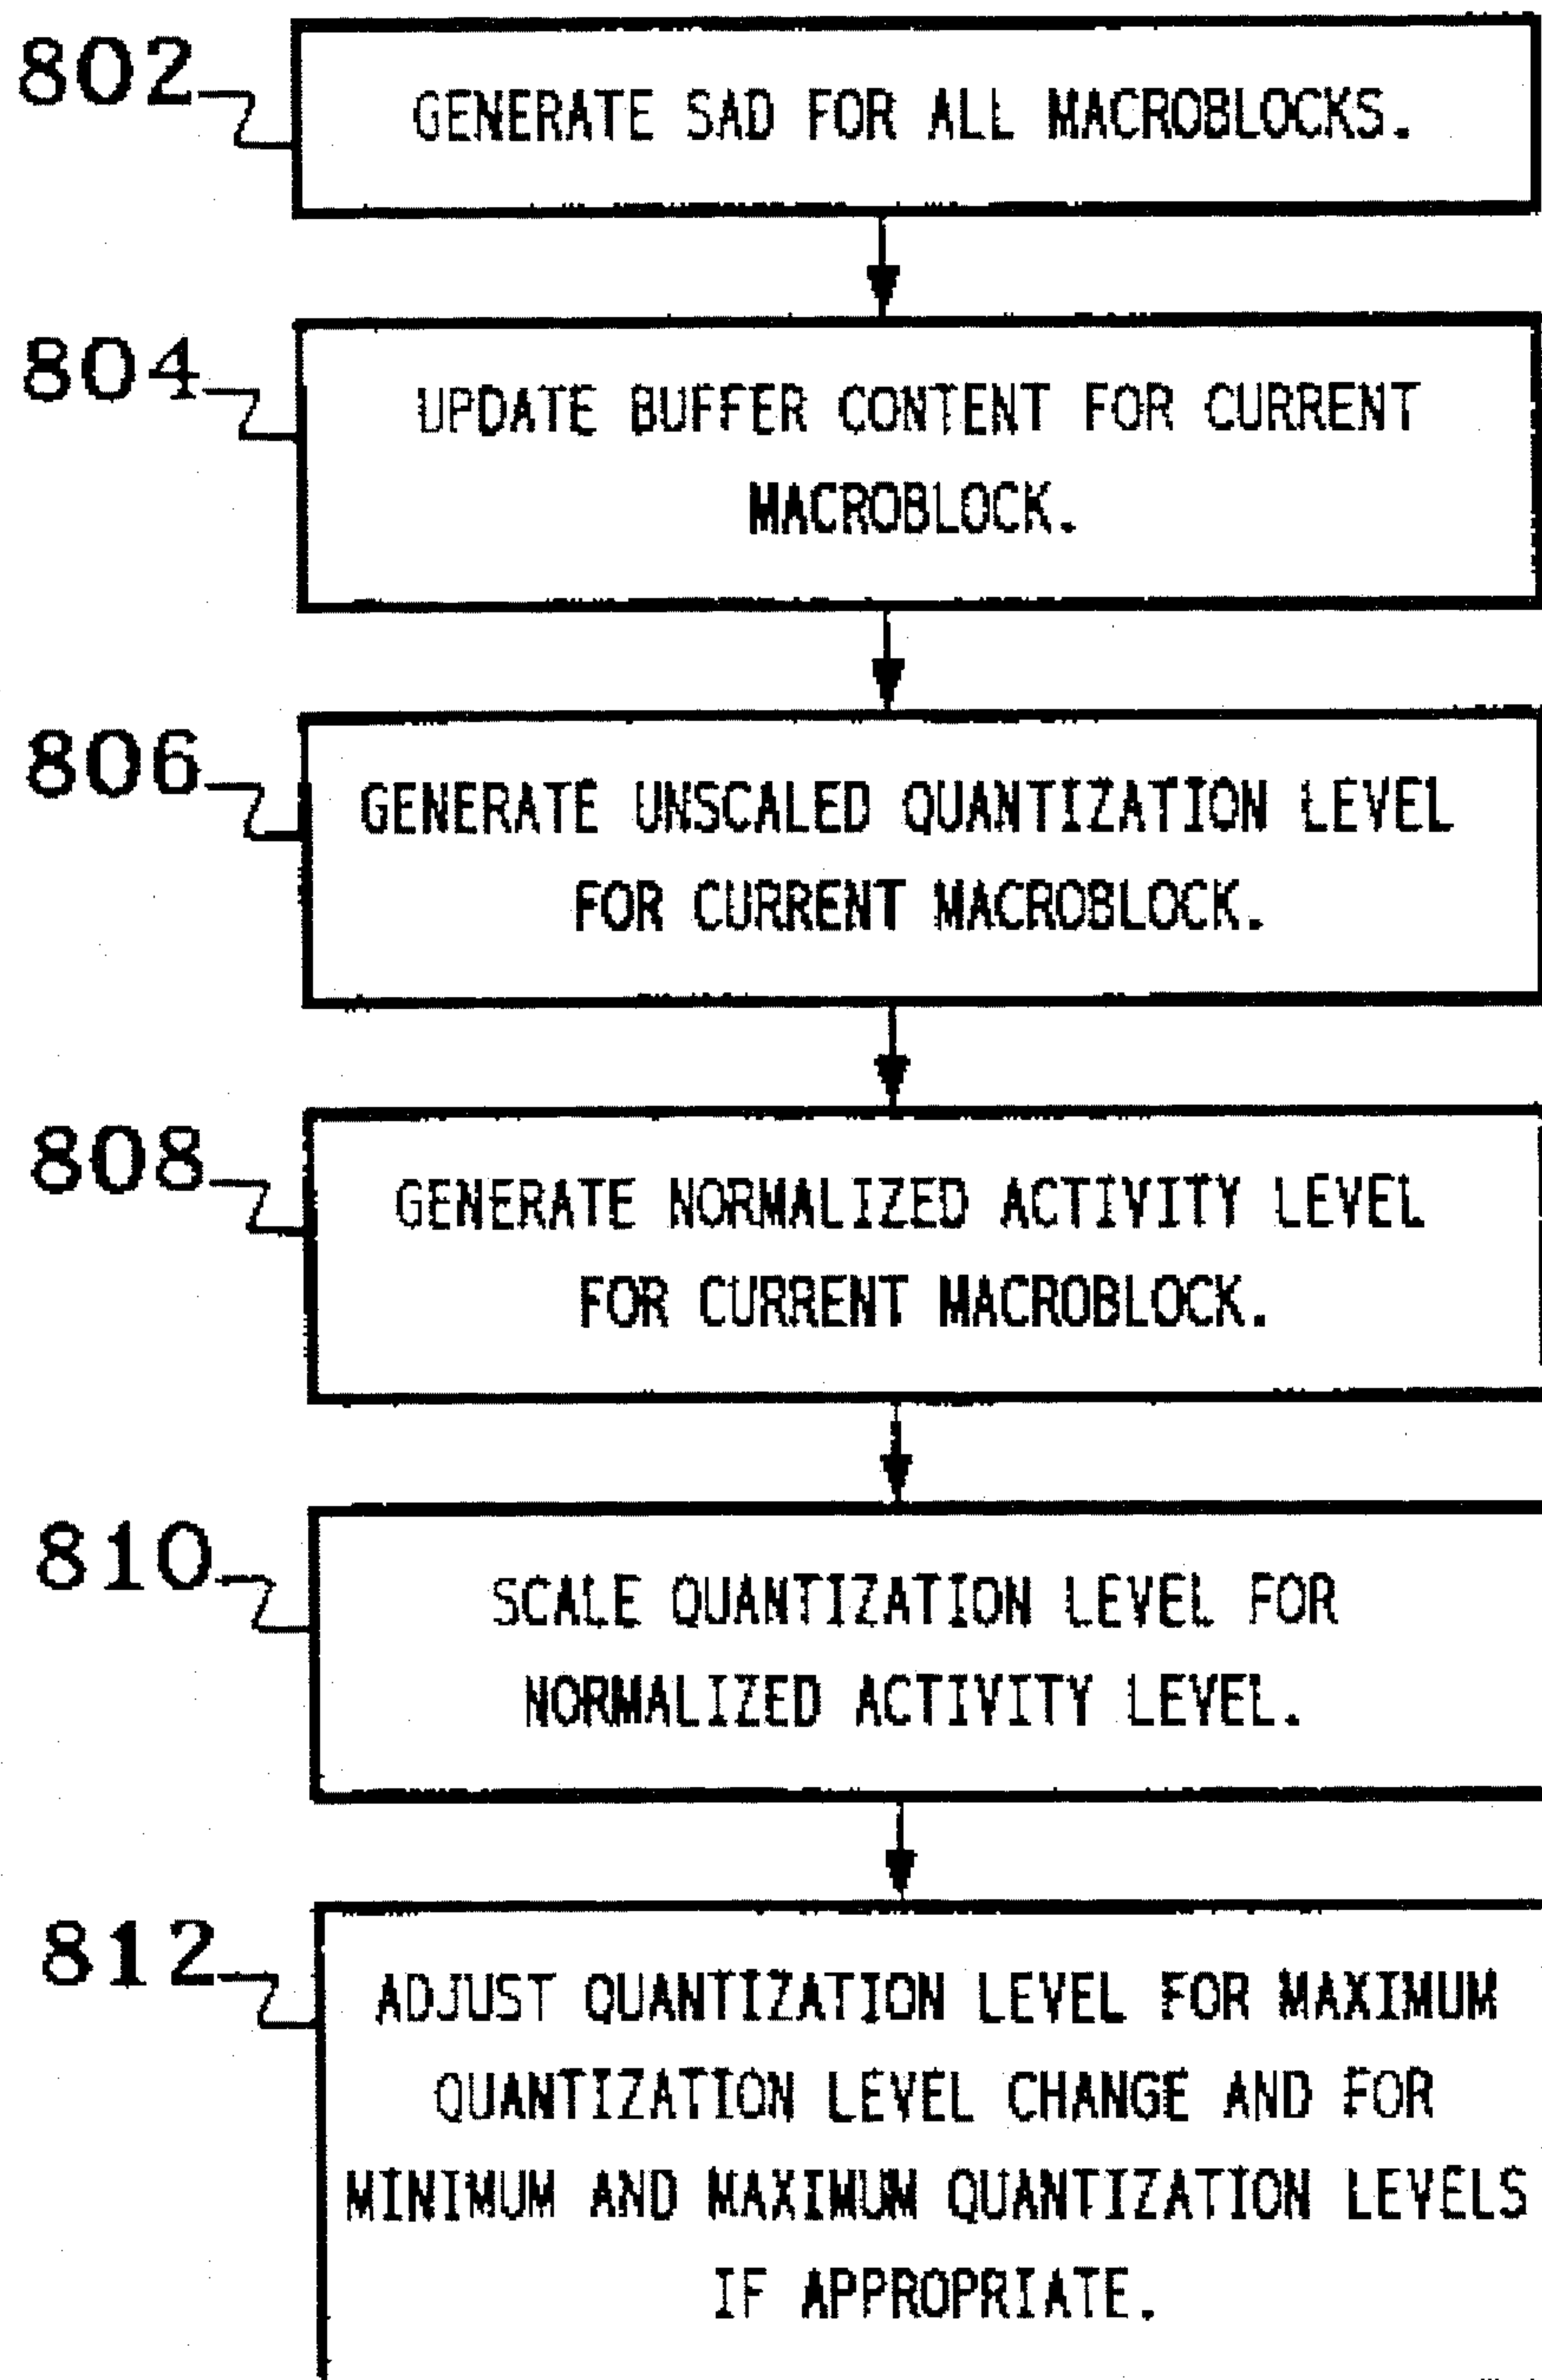 802
GENERATE SAD FOR ALL MACROBLOCKS.
804
UPDATE BUFFER CONTENT FOR CURRENT
MACROBLOCK.
806
GENERATE UNSCALED QUANTIZATION LEVEL
FOR CURRENT MACROBLOCK.
808
GENERATE NORMALIZED ACTIVITY LEVEL
FOR CURRENT MACROBLOCK.
810
SCALE QUANTIZATION LEVEL FOR
NORMALIZED ACTIVITY LEVEL.
812
ADJUST QUANTIZATION LEVEL FOR MAXIMUM
QUANTIZATION LEVEL CHANGE AND FOR
MINIMUM AND MAXIMUM QUANTIZATION LEVELS
IF APPROPRIATE.